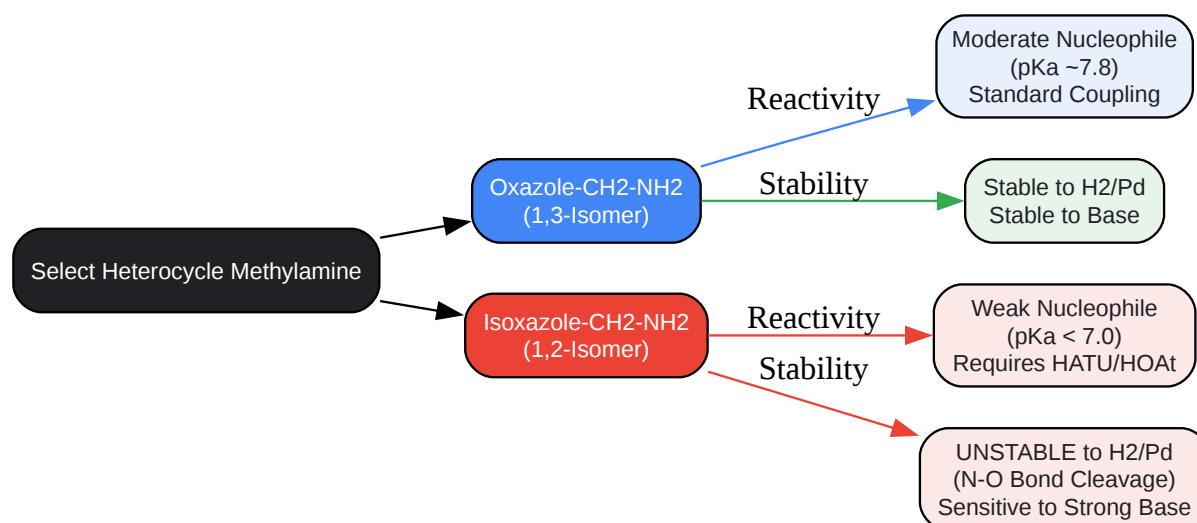 Select Heterocycle Methylamine
Oxazole-CH2-NH2
(1,3-Isomer)
Isoxazole-CH2-NH2
(1,2-Isomer)
Reactivity
Stability
Reactivity
Stability
Moderate Nucleophile
(pKa ~7.8)
Standard Coupling
Stable to H2/Pd
Stable to Base
Weak Nucleophile
(pKa < 7.0)
Requires HATU/HOAt
UNSTABLE to H2/Pd
(N-O Bond Cleavage)
Sensitive to Strong Base